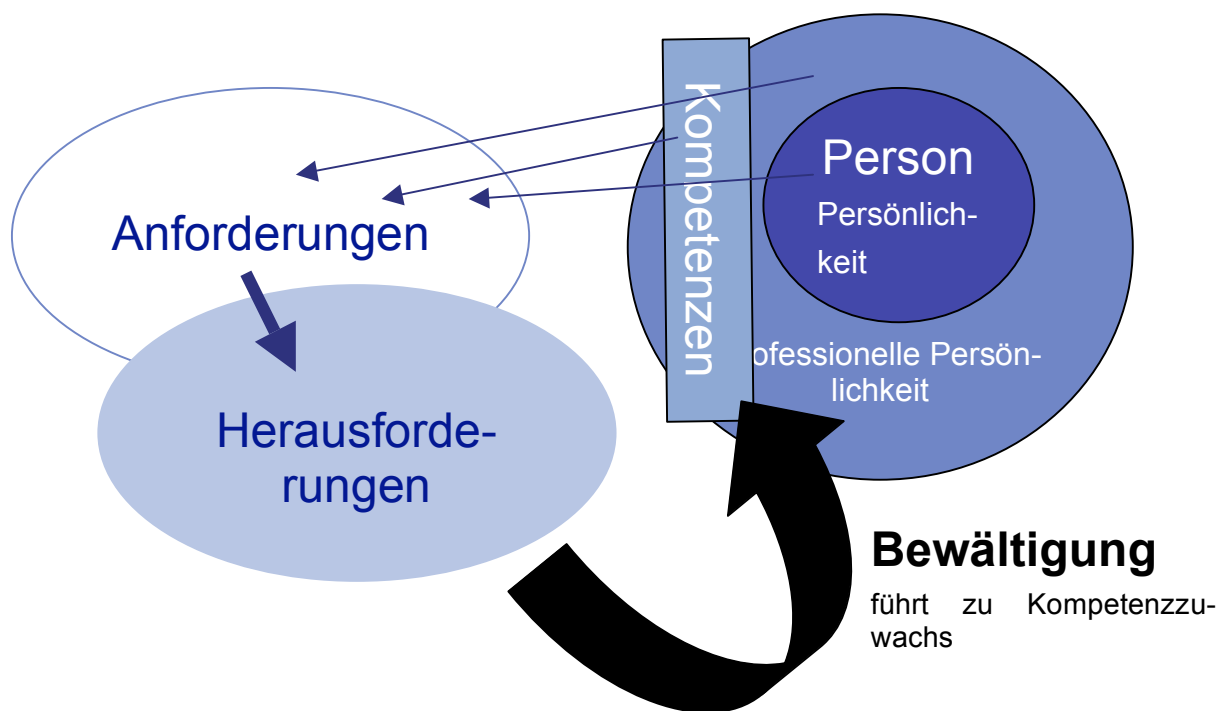 Kompetenzen
Person
Persönlich-
keit
Anforderungen
ofessionelle Persön-
lichkeit
Herausforde-
rungen
Bewältigung
führt zu Kompetenzzu-
wachs